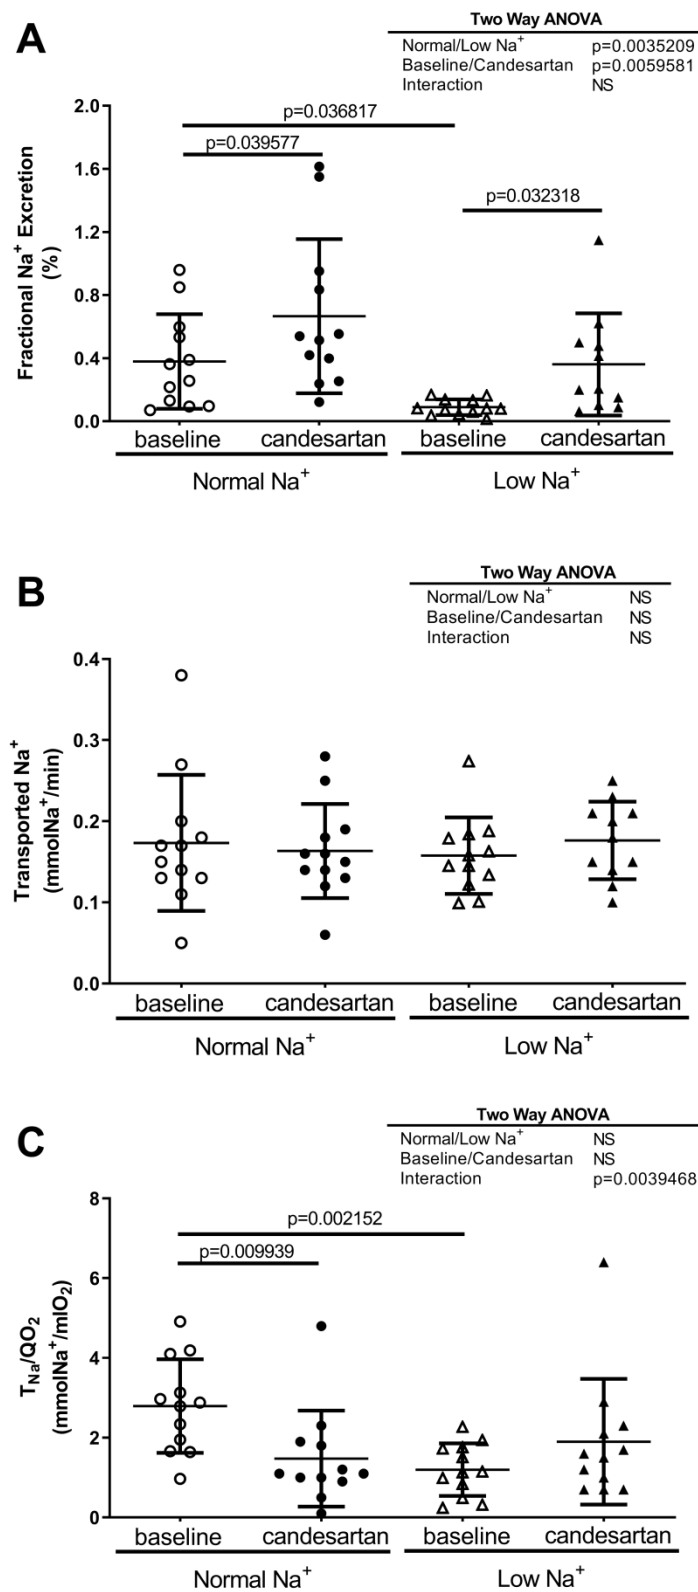 A
Two Way ANOVA
Normal/Low Na⁺ p=0.0035209
Baseline/Candesartan p=0.0059581
Interaction NS
2.0
1.6
1.2
0.8
0.4
0.0
Fractional Na⁺ Excretion
(%)
p=0.036817
p=0.039577
p=0.032318
baseline candesartan baseline candesartan
Normal Na⁺ Low Na⁺
B
Two Way ANOVA
Normal/Low Na⁺ NS
Baseline/Candesartan NS
Interaction NS
0.4
0.3
0.2
0.1
0.0
Transported Na⁺
(mmolNa⁺/min)
baseline candesartan baseline candesartan
Normal Na⁺ Low Na⁺
C
Two Way ANOVA
Normal/Low Na⁺ NS
Baseline/Candesartan NS
Interaction p=0.0039468
8
6
4
2
0
T_Na/QO₂
(mmolNa⁺/mlO₂)
p=0.002152
p=0.009939
baseline candesartan baseline candesartan
Normal Na⁺ Low Na⁺